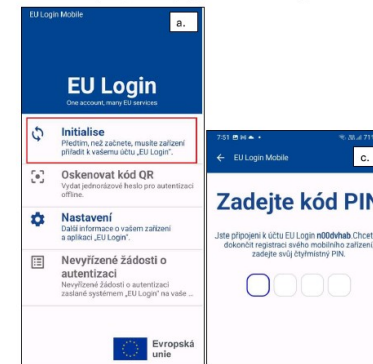 EU Login Mobile
a.
EU Login
One account, many EU services
Initialise
Předtím, než začnete, musíte zařízení
přiřadit k vašemu účtu „EU Login".
Oskenovat kód QR
Vydat jednorázové heslo pro autentizaci
offline.
Nastavení
Další informace o vašem zařízení
a aplikaci „EU Login".
Nevyřízené žádosti o
autentizaci
Nevyřízené žádosti o autentizaci
zaslané systémem „EU Login" na vaše ...
Evropská
unie
7:51
71%
EU Login Mobile
c.
Zadejte kód PIN
Jste připojeni k účtu EU Login n00dvhab.Chcete
dokončit registraci svého mobilního zařízení
zadejte svůj čtyřmístný PIN.